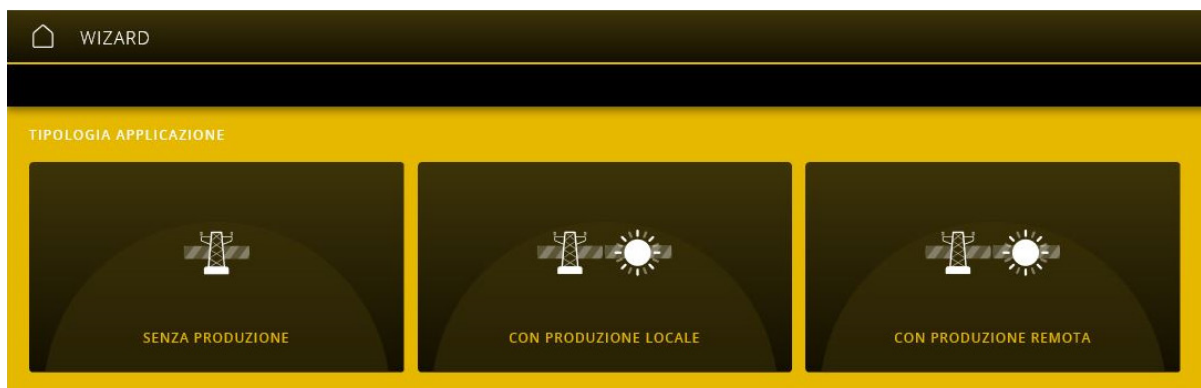 WIZARD
TIPOLOGIA APPLICAZIONE
SENZA PRODUZIONE
CON PRODUZIONE LOCALE
CON PRODUZIONE REMOTA